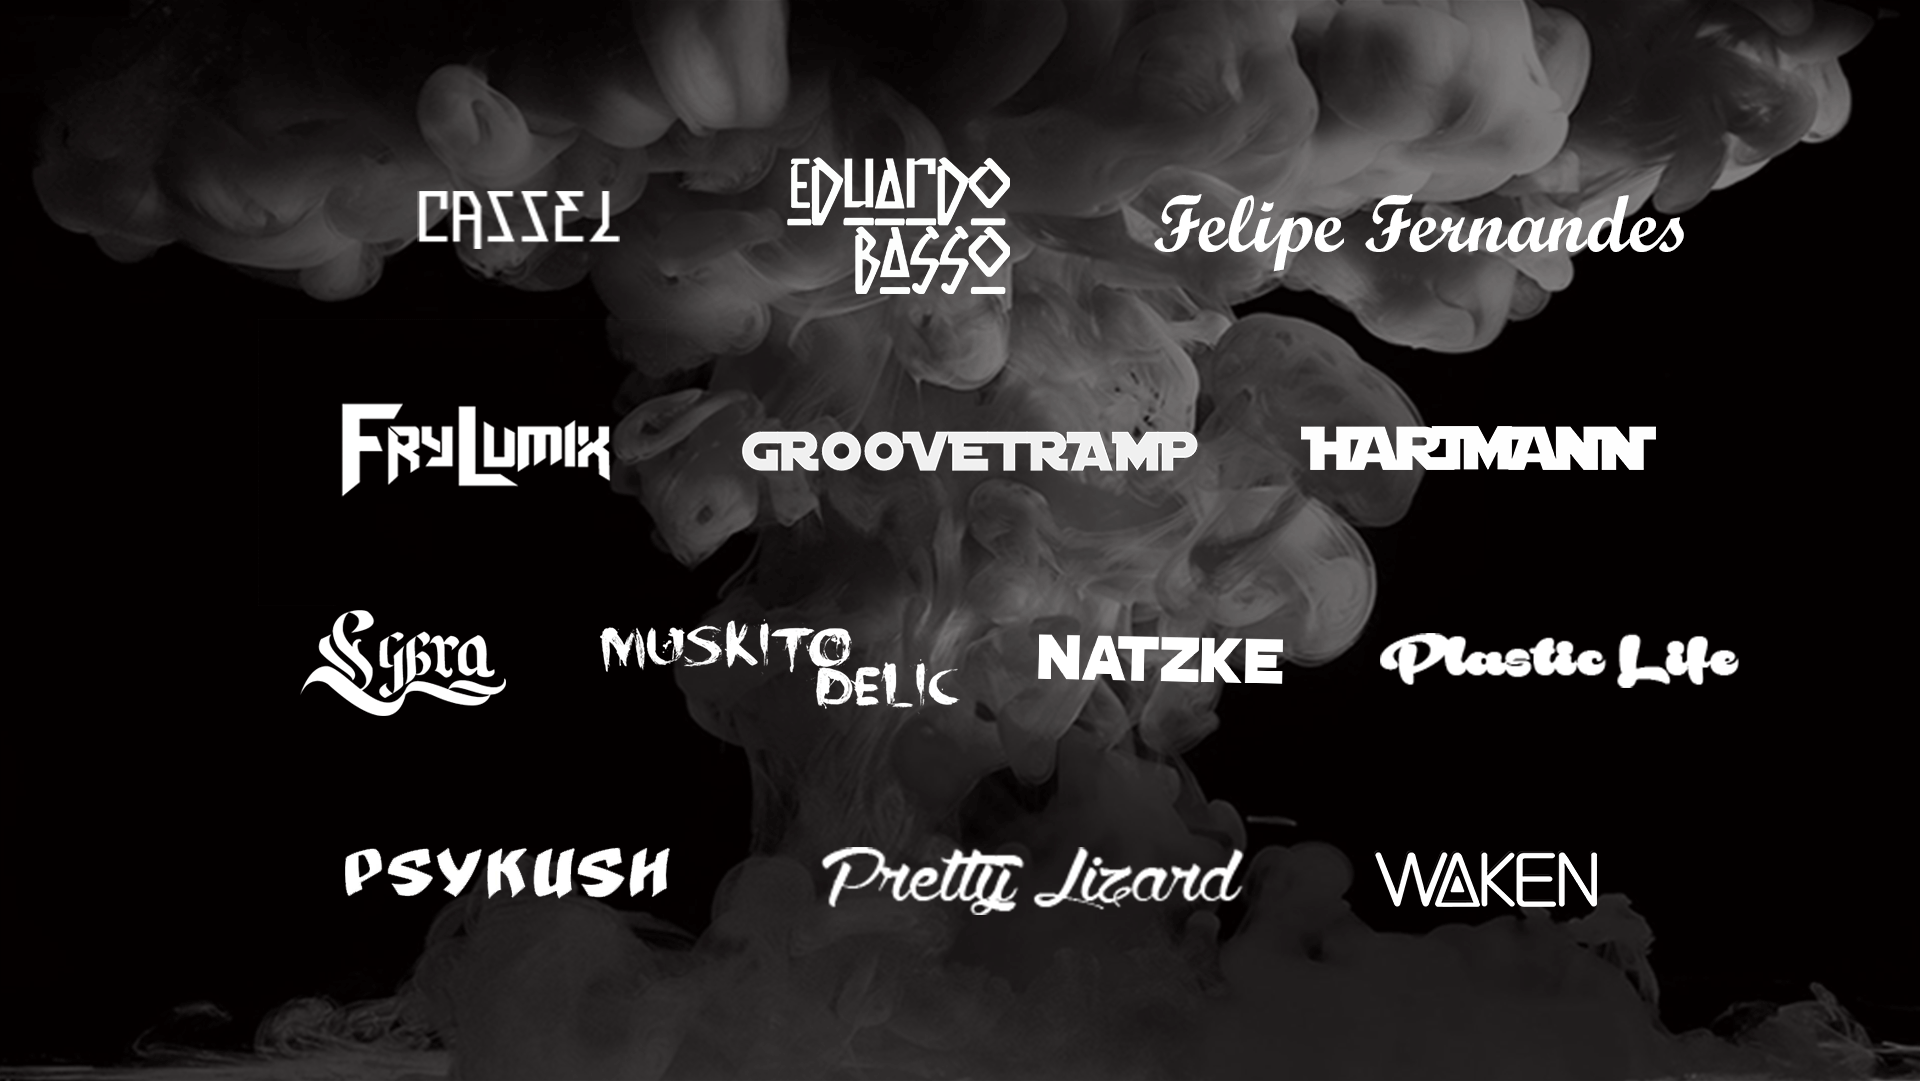 CASSEL
EDUARDO
BASSO
Felipe Fernandes
FRYLUMIX
GROOVETRAMP
HARTMANN
MUSKITO
DELIC
NATZKE
Plastic Life
PSYKUSH
Pretty Lizard
WAKEN